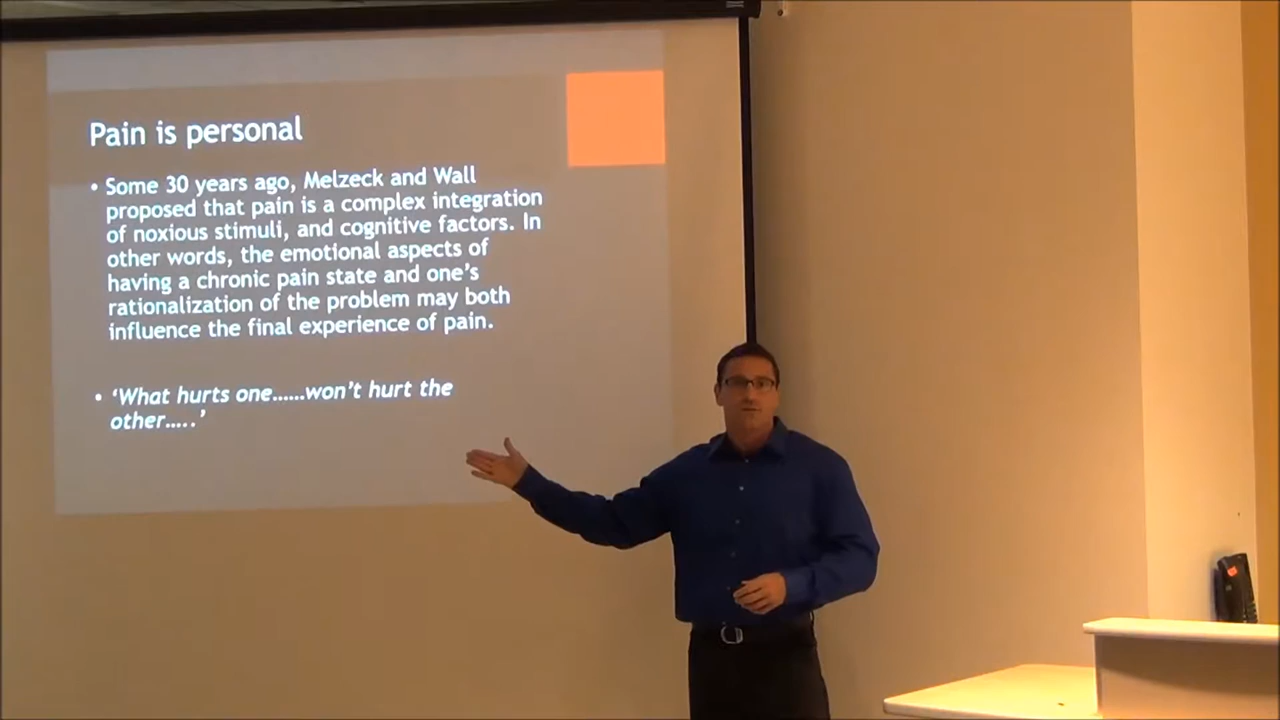 Pain is personal
• Some 30 years ago, Melzeck and Wall
proposed that pain is a complex integration
of noxious stimuli, and cognitive factors. In
other words, the emotional aspects of
having a chronic pain state and one's
rationalization of the problem may both
influence the final experience of pain.
• ‘What hurts one......won't hurt the
other.....’